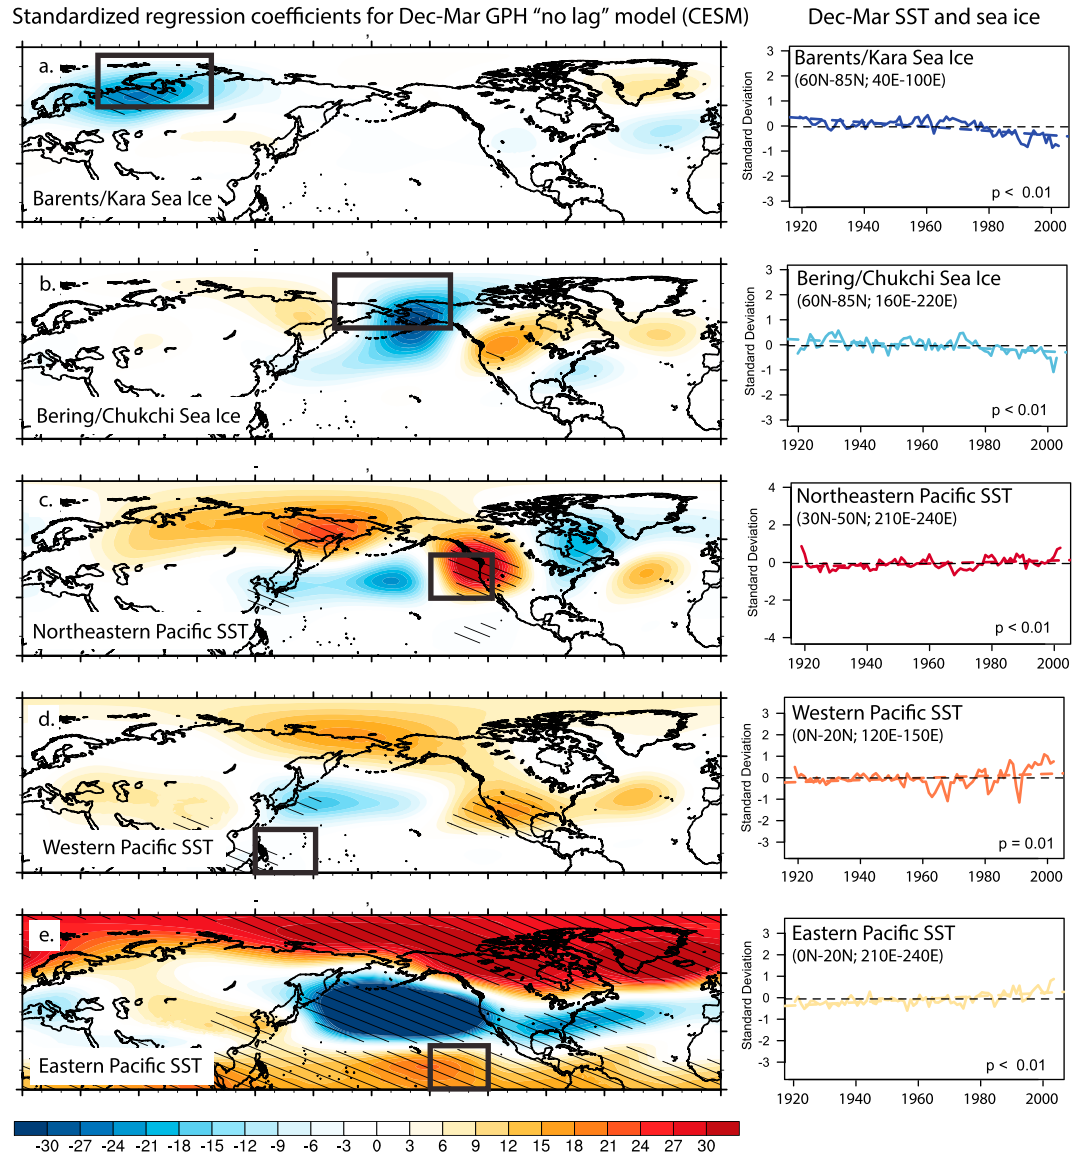 Standardized regression coefficients for Dec-Mar GPH “no lag” model (CESM)
Dec-Mar SST and sea ice
a.
Barents/Kara Sea Ice
Barents/Kara Sea Ice
(60N-85N; 40E-100E)
Standard Deviation
3
2
1
0
-1
-2
-3
p < 0.01
1920 1940 1960 1980 2000
b.
Bering/Chukchi Sea Ice
Bering/Chukchi Sea Ice
(60N-85N; 160E-220E)
Standard Deviation
3
2
1
0
-1
-2
-3
p < 0.01
1920 1940 1960 1980 2000
c.
Northeastern Pacific SST
Northeastern Pacific SST
(30N-50N; 210E-240E)
Standard Deviation
4
2
0
-2
-4
p < 0.01
1920 1940 1960 1980 2000
d.
Western Pacific SST
Western Pacific SST
(0N-20N; 120E-150E)
Standard Deviation
3
2
1
0
-1
-2
-3
p = 0.01
1920 1940 1960 1980 2000
e.
Eastern Pacific SST
Eastern Pacific SST
(0N-20N; 210E-240E)
Standard Deviation
3
2
1
0
-1
-2
-3
p < 0.01
1920 1940 1960 1980 2000
-30 -27 -24 -21 -18 -15 -12 -9 -6 -3 0 3 6 9 12 15 18 21 24 27 30